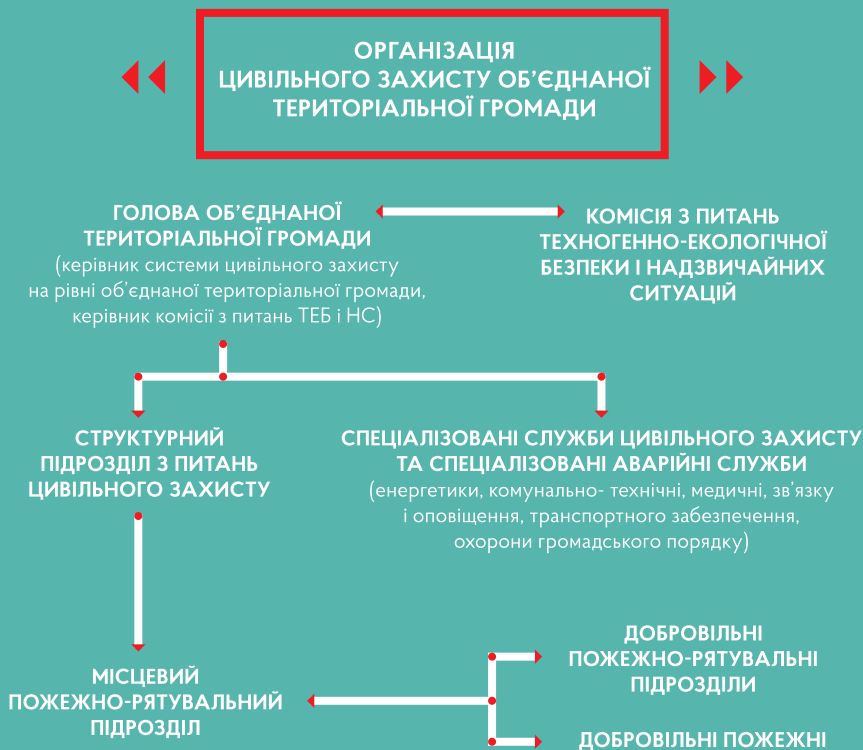 ОРГАНІЗАЦІЯ
ЦИВІЛЬНОГО ЗАХИСТУ ОБ’ЄДНАНОЇ
ТЕРИТОРІАЛЬНОЇ ГРОМАДИ
ГОЛОВА ОБ’ЄДНАНОЇ
ТЕРИТОРІАЛЬНОЇ ГРОМАДИ
(керівник системи цивільного захисту
на рівні об’єднаної територіальної громади,
керівник комісії з питань ТЕБ і НС)
КОМІСІЯ З ПИТАНЬ
ТЕХНОГЕННО-ЕКОЛОГІЧНОЇ
БЕЗПЕКИ І НАДЗВИЧАЙНИХ
СИТУАЦІЙ
СТРУКТУРНИЙ
ПІДРОЗДІЛ З ПИТАНЬ
ЦИВІЛЬНОГО ЗАХИСТУ
СПЕЦІАЛІЗОВАНІ СЛУЖБИ ЦИВІЛЬНОГО ЗАХИСТУ
ТА СПЕЦІАЛІЗОВАНІ АВАРІЙНІ СЛУЖБИ
(енергетики, комунально- технічні, медичні, зв’язку
і оповіщення, транспортного забезпечення,
охорони громадського порядку)
МІСЦЕВИЙ
ПОЖЕЖНО-РЯТУВАЛЬНИЙ
ПІДРОЗДІЛ
ДОБРОВІЛЬНІ
ПОЖЕЖНО-РЯТУВАЛЬНІ
ПІДРОЗДІЛИ
ДОБРОВІЛЬНІ ПОЖЕЖНІ